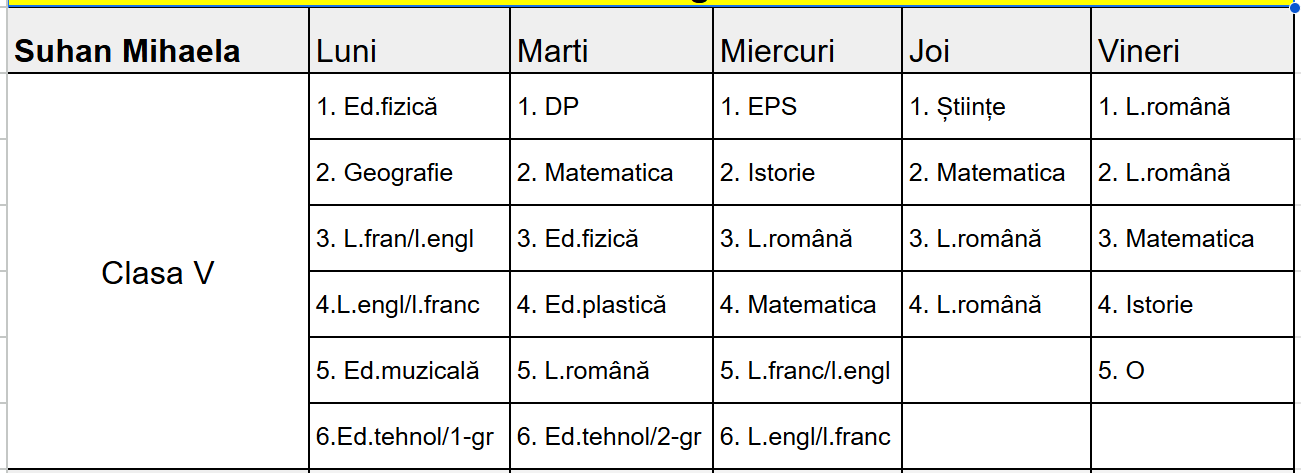 Suhan Mihaela Luni Marti Miercuri Joi Vineri
1. Ed.fizică 1. DP 1. EPS 1. Științe 1. L.română
2. Geografie 2. Matematica 2. Istorie 2. Matematica 2. L.română
3. L.fran/l.engl 3. Ed.fizică 3. L.română 3. L.română 3. Matematica
Clasa V
4.L.engl/l.franc 4. Ed.plastică 4. Matematica 4. L.română 4. Istorie
5. Ed.muzicală 5. L.română 5. L.franc/l.engl 5. O
6.Ed.tehnol/1-gr 6. Ed.tehnol/2-gr 6. L.engl/l.franc